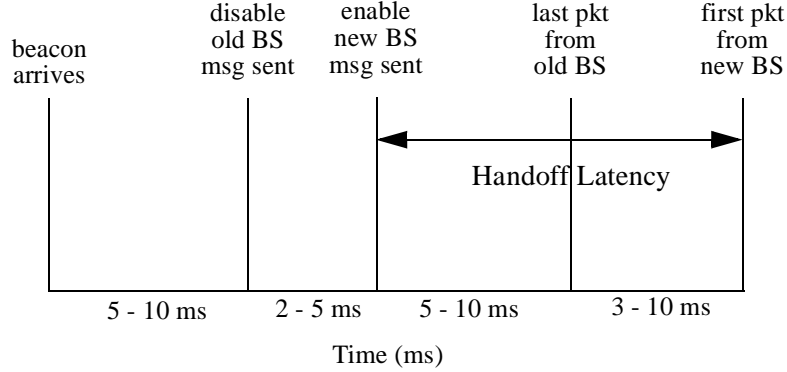 beacon
arrives
disable
old BS
msg sent
enable
new BS
msg sent
last pkt
from
old BS
first pkt
from
new BS
Handoff Latency
5 - 10 ms
2 - 5 ms
5 - 10 ms
3 - 10 ms
Time (ms)